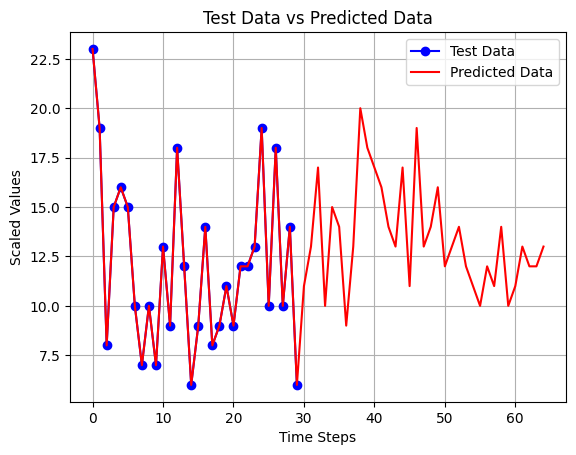 Test Data vs Predicted Data
Test Data
Predicted Data
Scaled Values
22.5
20.0
17.5
15.0
12.5
10.0
7.5
0
10
20
30
40
50
60
Time Steps